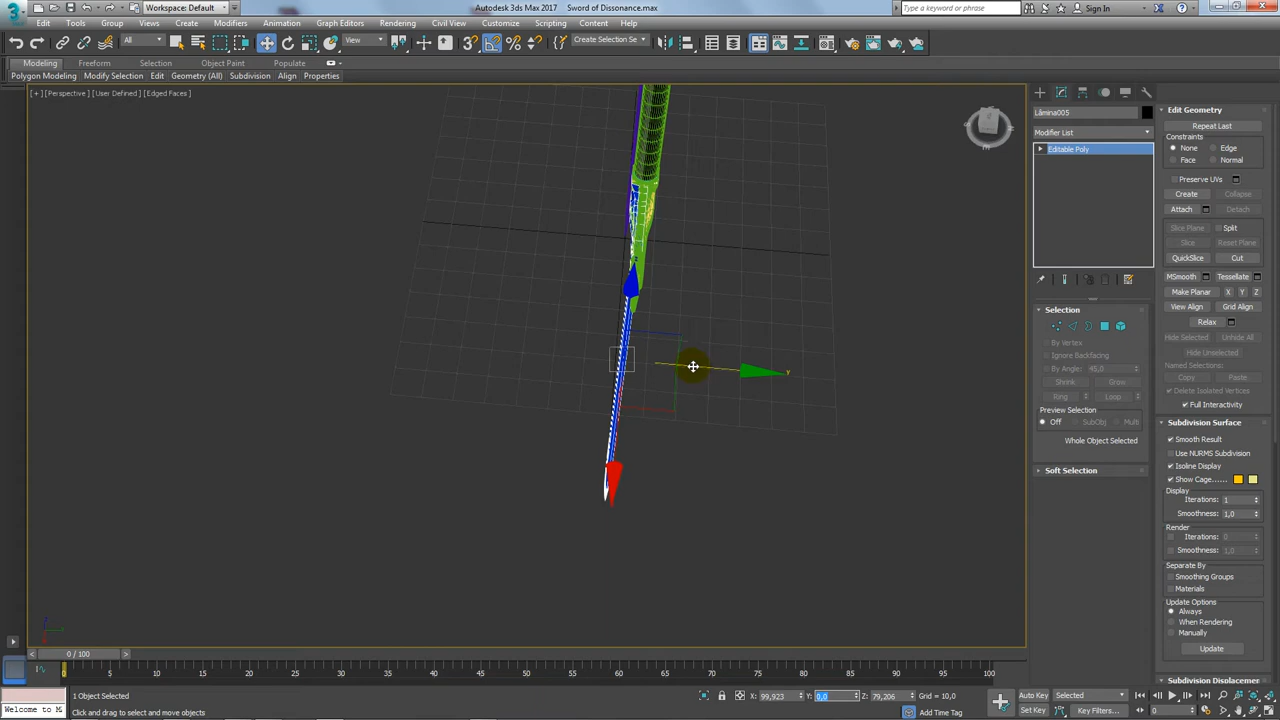 Workspace: Default
Autodesk 3ds Max 2017 Sword of Dissonance.max
Type a keyword or phrase
Sign In
Edit Tools Group Views Create Modifiers Animation Graph Editors Rendering Civil View Customize Scripting Content Help
All
View
Create Selection Se
Modeling Freeform Selection Object Paint Populate
Polygon Modeling Modify Selection Edit Geometry (All) Subdivision Align Properties
[ + ] [Perspective ] [User Defined ] [Edged Faces ]
y
Lâmina005
Modifier List
Editable Poly
Selection
By Vertex
Ignore Backfacing
By Angle: 45,0
Shrink Grow
Ring Loop
Preview Selection
Off SubObj Multi
Whole Object Selected
Soft Selection
Edit Geometry
Repeat Last
Constraints
None Edge
Face Normal
Preserve UVs
Create Collapse
Attach Detach
Slice Plane Split
Slice Reset Plane
QuickSlice Cut
MSmooth Tessellate
Make Planar X Y Z
View Align Grid Align
Relax
Hide Selected Unhide All
Hide Unselected
Named Selections:
Copy Paste
Delete Isolated Vertices
Full Interactivity
Subdivision Surface
Smooth Result
Use NURMS Subdivision
Isoline Display
Show Cage......
Display
Iterations: 1
Smoothness: 1,0
Render
Iterations: 0
Smoothness: 1,0
Separate By
Smoothing Groups
Materials
Update Options
Always
When Rendering
Manually
Update
Subdivision Displacemen
0 / 100
0 5 10 15 20 25 30 35 40 45 50 55 60 65 70 75 80 85 90 95 100
1 Object Selected
X: 99,923 Y: 0,0 Z: 79,206 Grid = 10,0
Auto Key Selected
Welcome to M
Click and drag to select and move objects
Add Time Tag
Set Key Key Filters... 0